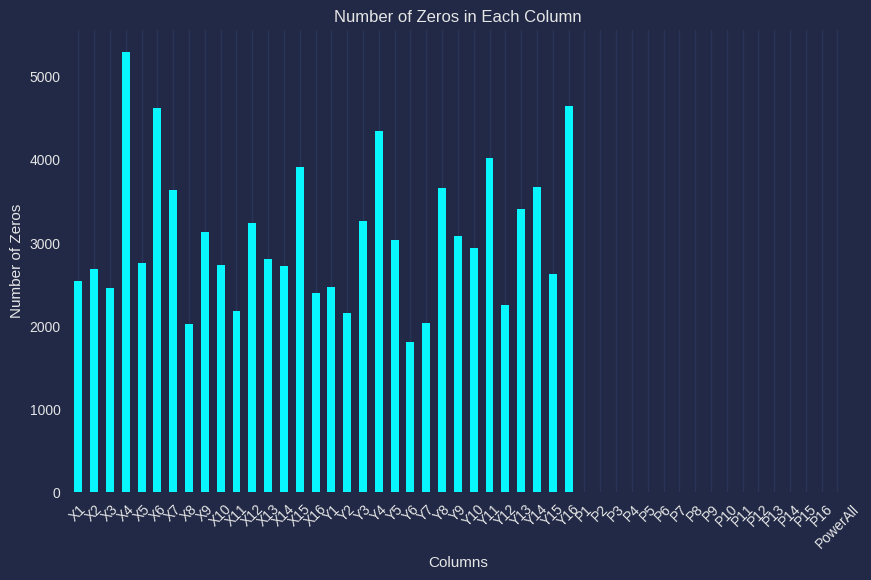 Number of Zeros in Each Column
Number of Zeros
5000
4000
3000
2000
1000
0
X1 X2 X3 X4 X5 X6 X7 X8 X9 X10 X11 X12 X13 X14 X15 X16 Y1 Y2 Y3 Y4 Y5 Y6 Y7 Y8 Y9 Y10 Y11 Y12 Y13 Y14 Y15 Y16 P1 P2 P3 P4 P5 P6 P7 P8 P9 P10 P11 P12 P13 P14 P15 P16 PowerAll
Columns